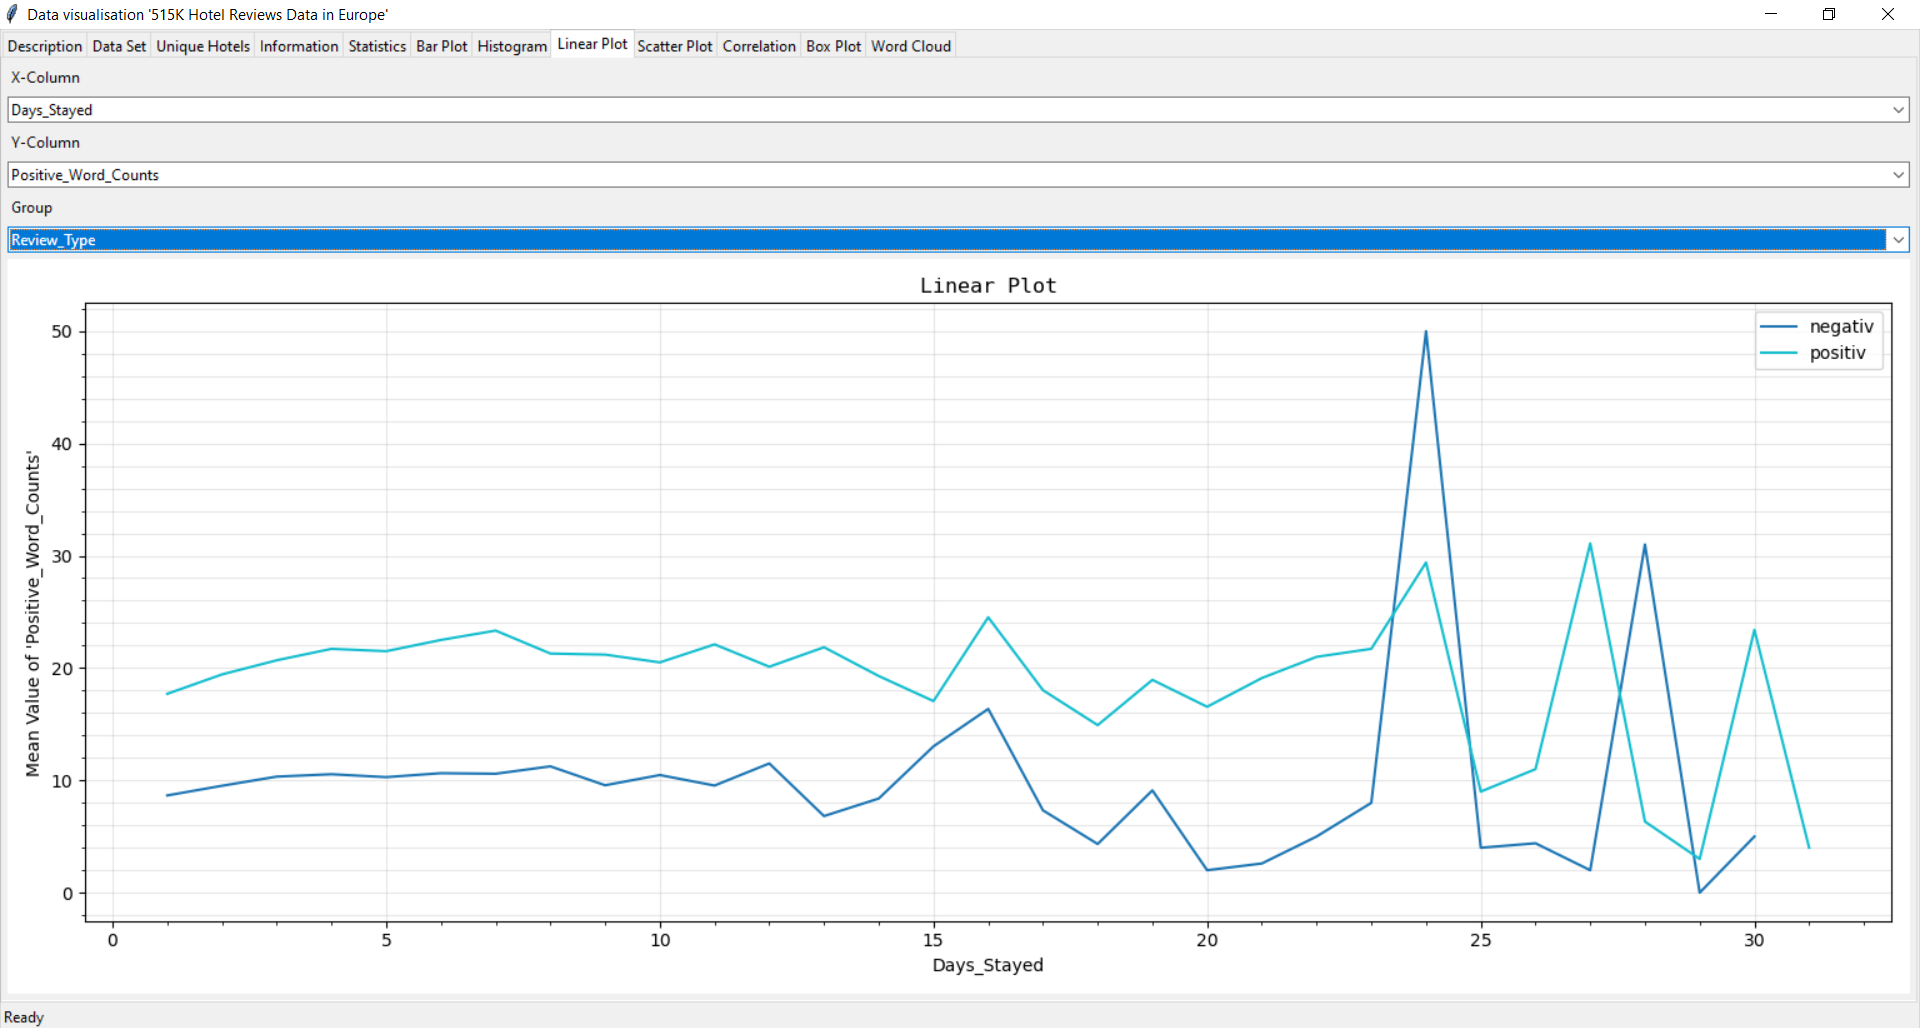 Data visualisation '515K Hotel Reviews Data in Europe'
Description Data Set Unique Hotels Information Statistics Bar Plot Histogram Linear Plot Scatter Plot Correlation Box Plot Word Cloud
X-Column
Days_Stayed
Y-Column
Positive_Word_Counts
Group
Review_Type
Linear Plot
negativ
positiv
Mean Value of 'Positive_Word_Counts'
50
40
30
20
10
0
0 5 10 15 20 25 30
Days_Stayed
Ready